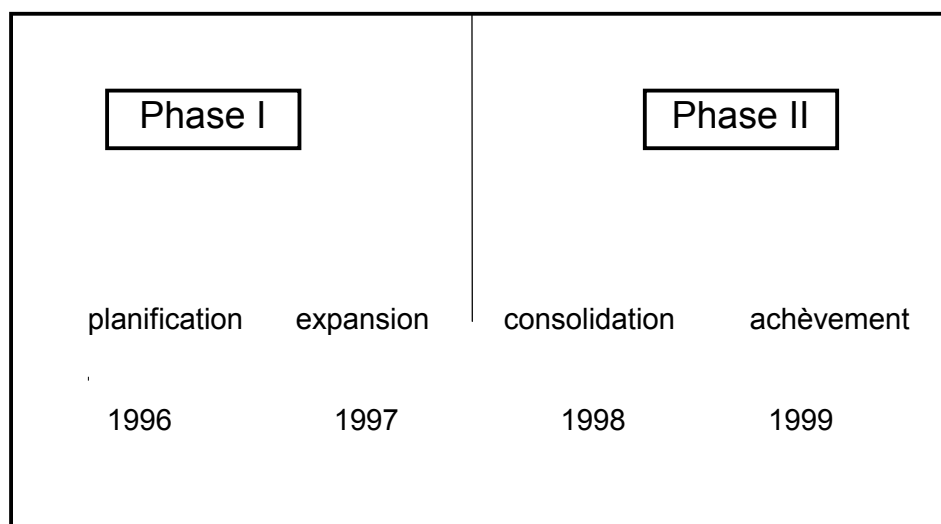 Phase I Phase II
planification expansion consolidation achèvement
1996 1997 1998 1999